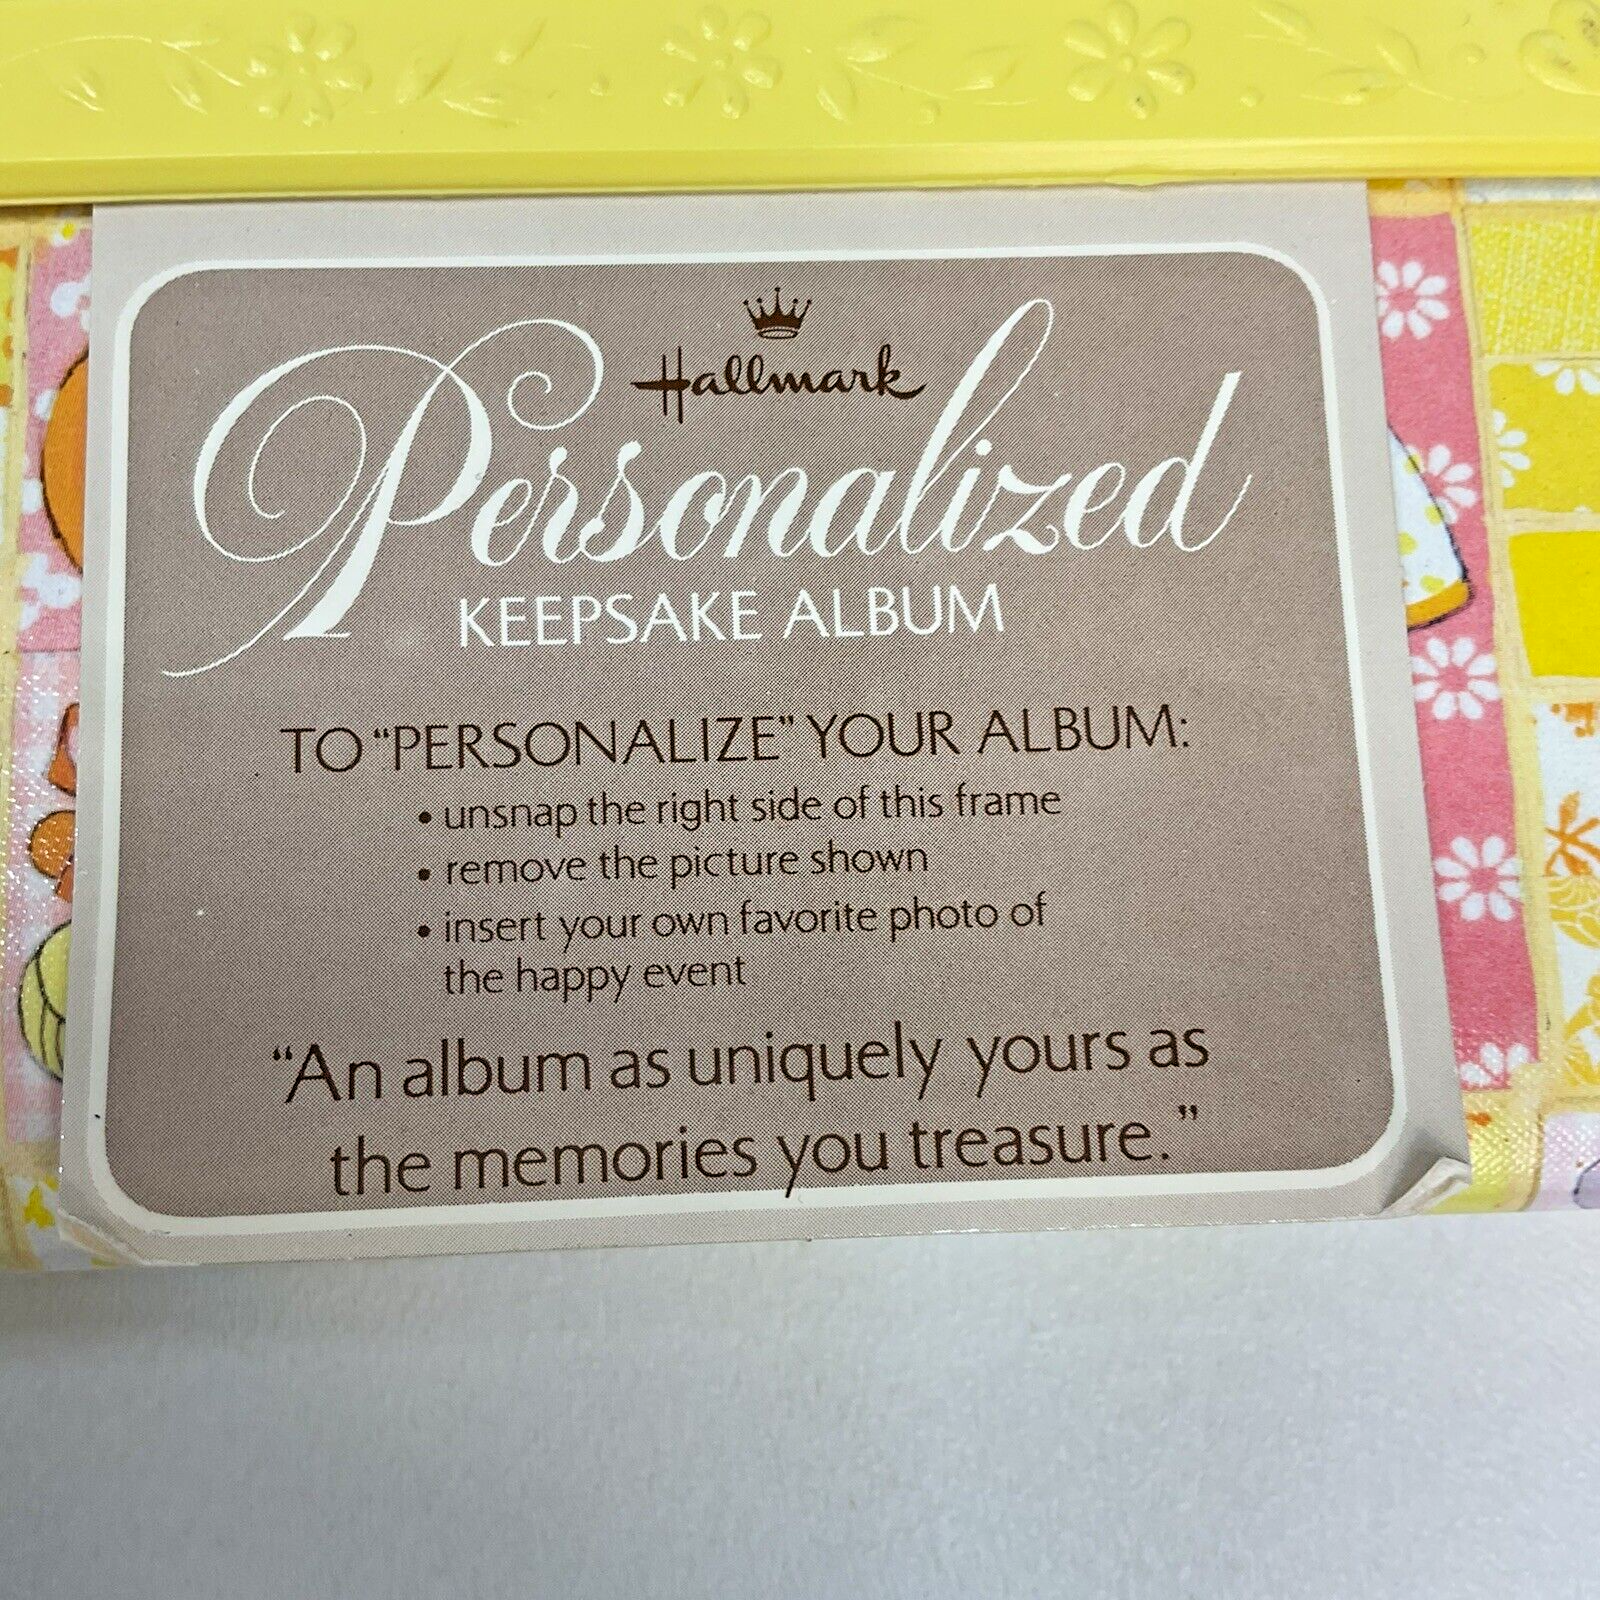 Hallmark
Personalized
KEEPSAKE ALBUM
TO “PERSONALIZE” YOUR ALBUM:
• unsnap the right side of this frame
• remove the picture shown
• insert your own favorite photo of
the happy event
“An album as uniquely yours as
the memories you treasure.”